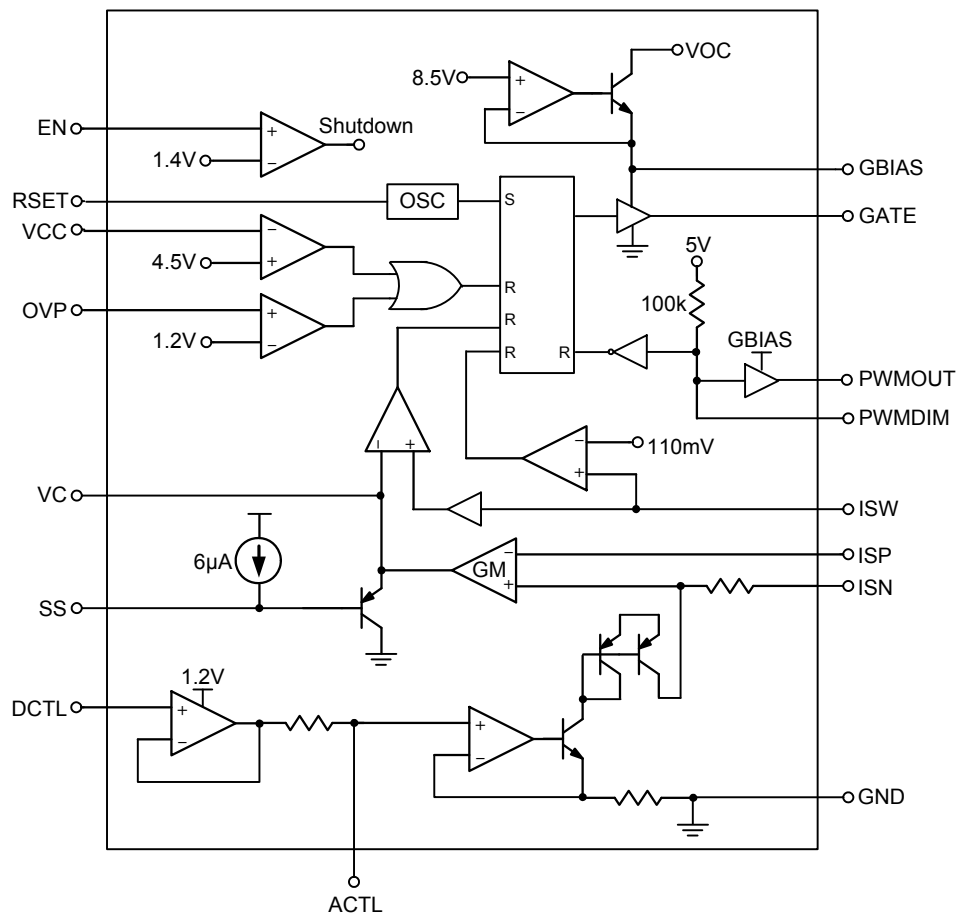 VOC
8.5V
+
−
EN
+
Shutdown
1.4V
−
GBIAS
RSET
OSC
S
GATE
VCC
−
4.5V
+
5V
R
100k
OVP
+
R
1.2V
−
R
R
GBIAS
PWMOUT
PWMDIM
−
+
−
110mV
+
VC
ISW
6µA
GM
−
ISP
+
ISN
SS
1.2V
DCTL
+
−
+
−
GND
ACTL